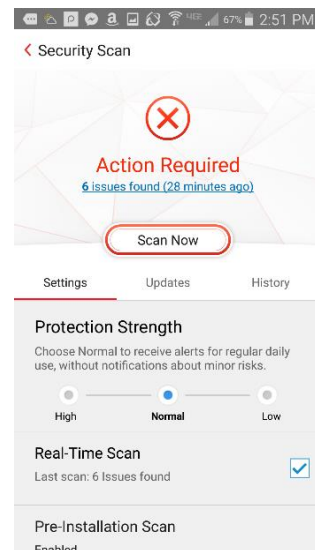 4GE 67% 2:51 PM
Security Scan
Action Required
6 issues found (28 minutes ago)
Scan Now
Settings Updates History
Protection Strength
Choose Normal to receive alerts for regular daily
use, without notifications about minor risks.
High Normal Low
Real-Time Scan
Last scan: 6 Issues found
Pre-Installation Scan
Enabled